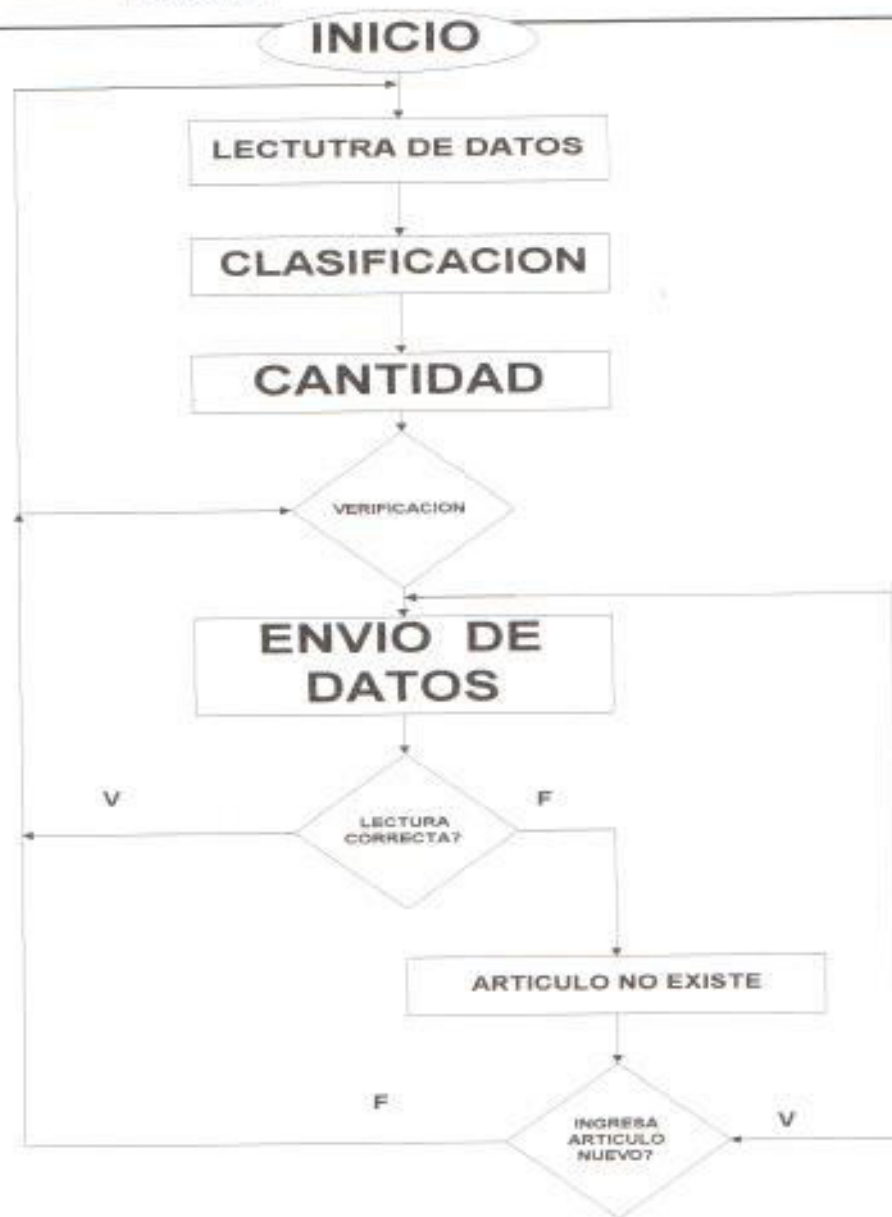 INICIO
LECTUTRA DE DATOS
CLASIFICACION
CANTIDAD
VERIFICACION
ENVIO DE
DATOS
V
F
LECTURA
CORRECTA?
ARTICULO NO EXISTE
F
V
INGRESA
ARTICULO
NUEVO?